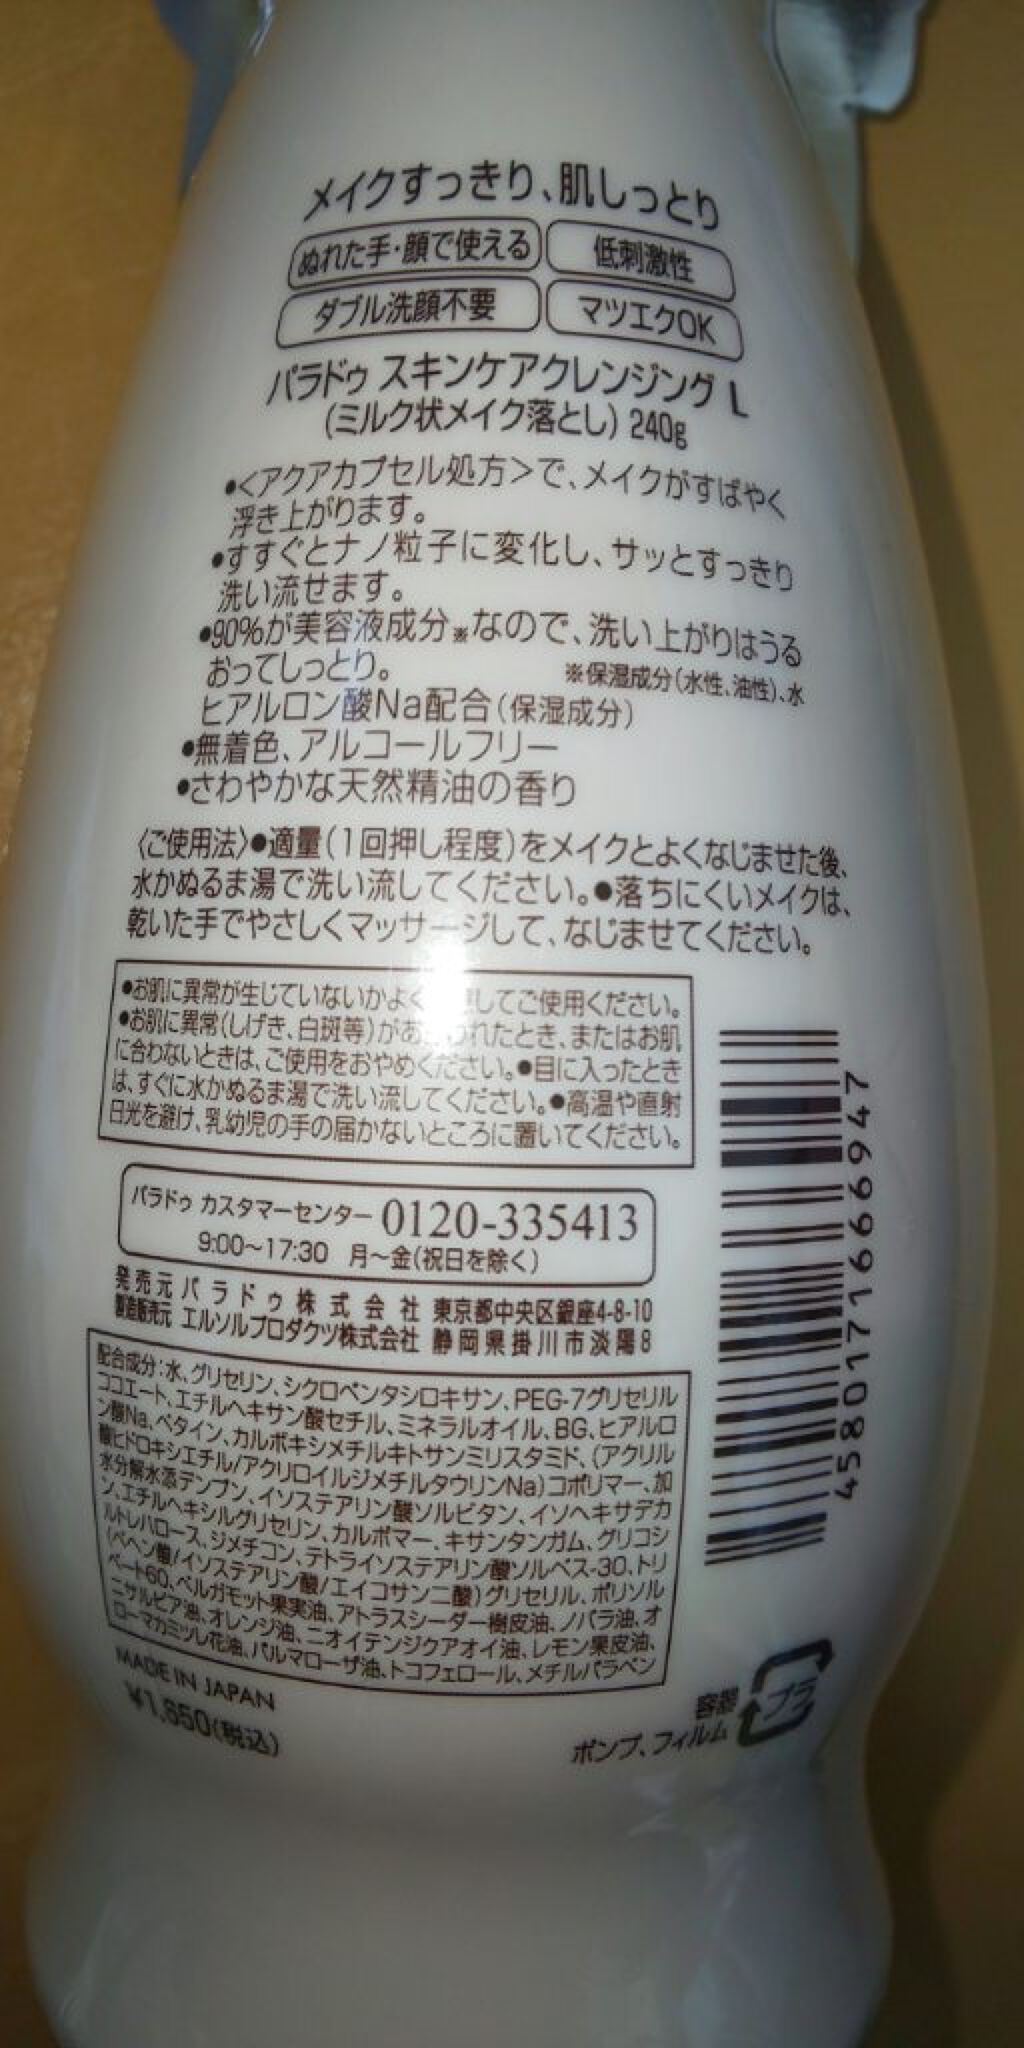 メイクすっきり、肌しっとり
ぬれた手・顔で使える 低刺激性
ダブル洗顔不要 マツエクOK
パラドゥ スキンケアクレンジング L
(ミルク状メイク落とし) 240g
●<アクアカプセル処方>で、メイクがすばやく
浮き上がります。
●すすぐとナノ粒子に変化し、サッとすっきり
洗い流せます。
●90%が美容液成分※なので、洗い上がりはうる
おってしっとり。 ※保湿成分(水性、油性)、水
ヒアルロン酸Na配合(保湿成分)
●無着色、アルコールフリー
●さわやかな天然精油の香り
〈ご使用法〉●適量(1回押し程度)をメイクとよくなじませた後、
水かぬるま湯で洗い流してください。●落ちにくいメイクは、
乾いた手でやさしくマッサージして、なじませてください。
●お肌に異常が生じていないかよく してご使用ください。
●お肌に異常(しげき、白斑等)があ われたとき、またはお肌
に合わないときは、ご使用をおやめください。●目に入ったとき
は、すぐに水かぬるま湯で洗い流してください。●高温や直射
日光を避け、乳幼児の手の届かないところに置いてください。
パラドゥ カスタマーセンター 0120-335413
9:00~17:30 月~金(祝日を除く)
発売元 パラドゥ株式会社 東京都中央区銀座4-8-10
製造販売元 エルソルプロダクツ株式会社 静岡県掛川市淡陽8
配合成分:水、グリセリン、シクロペンタシロキサン、PEG-7グリセリル
ココエート、エチルヘキサン酸セチル、ミネラルオイル、BG、ヒアルロ
ン酸Na、ベタイン、カルボキシメチルキトサンミリスタミド、(アクリル
酸ヒドロキシエチル/アクリロイルジメチルタウリンNa)コポリマー、加
水分解水添デンプン、イソステアリン酸ソルビタン、イソヘキサデカ
ン、エチルヘキシルグリセリン、カルボマー、キサンタンガム、グリコシ
ルトレハロース、ジメチコン、テトライソステアリン酸ソルベス-30、トリ
(ベヘン酸/イソステアリン酸/エイコサン二酸)グリセリル、ポリソル
ベート60、ベルガモット果実油、アトラスシーダー樹皮油、ノバラ油、オ
ニサルビア油、オレンジ油、ニオイテンジクアオイ油、レモン果皮油、
ローマカミツレ花油、パルマローザ油、トコフェロール、メチルパラベン
MADE IN JAPAN
¥1,650(税込)
容器 プラ
ポンプ、フィルム
4580171666947